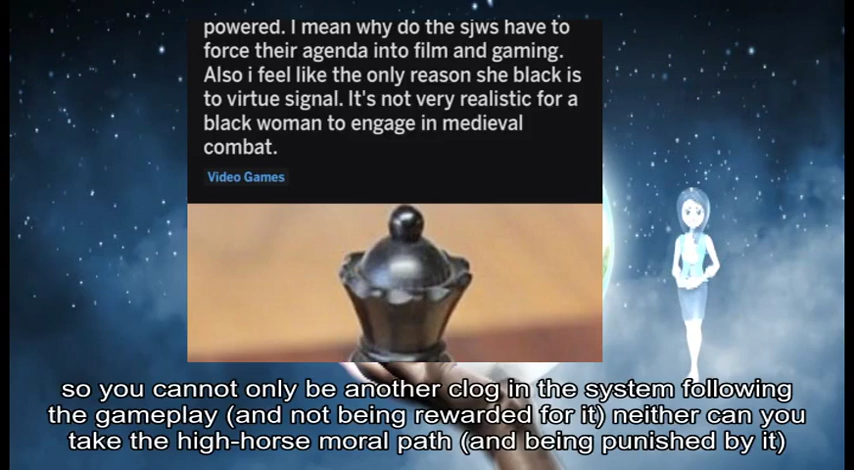 powered. I mean why do the sjws have to
force their agenda into film and gaming.
Also i feel like the only reason she black is
to virtue signal. It's not very realistic for a
black woman to engage in medieval
combat.
Video Games
so you cannot only be another clog in the system following
the gameplay (and not being rewarded for it) neither can you
take the high-horse moral path (and being punished by it)